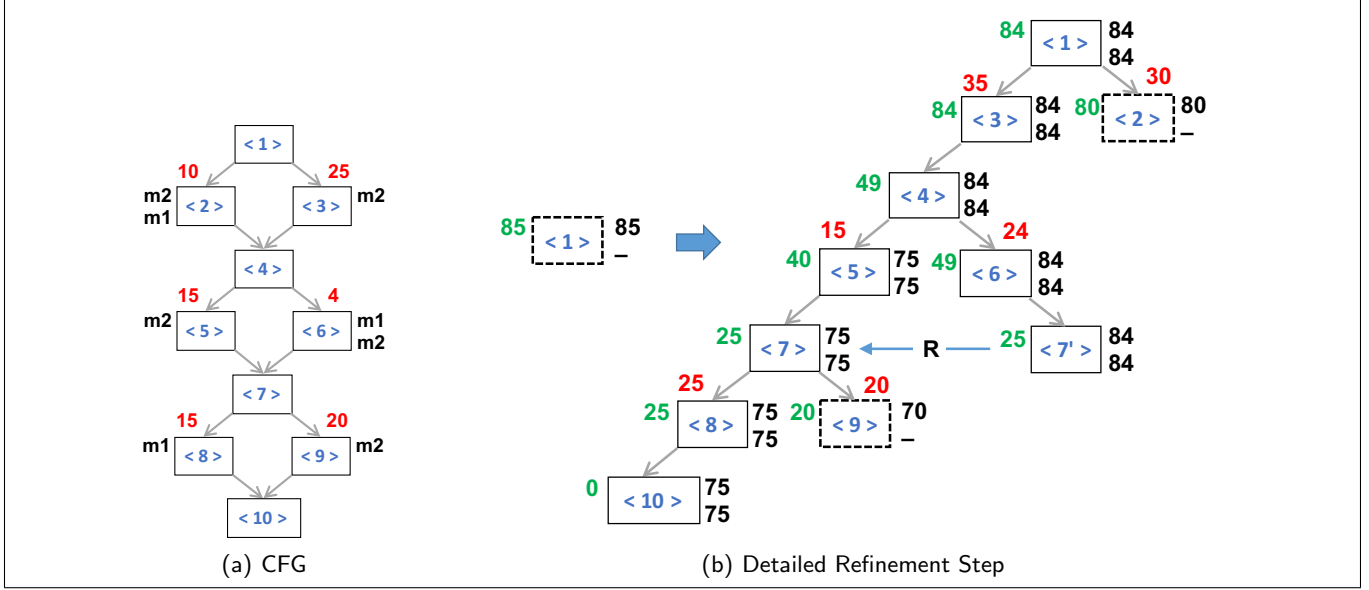 < 1 >
10 25
m2
m1
< 2 > < 3 > m2
< 4 >
15 4
m2 < 5 > < 6 > m1
m2
< 7 >
15 20
m1 < 8 > < 9 > m2
< 10 >
(a) CFG
85 < 1 > 85
–
84 < 1 > 84
84
35 30
84 < 3 > 84
84
80 < 2 > 80
–
49 < 4 > 84
84
15 24
40 < 5 > 75
75
49 < 6 > 84
84
25 < 7 > 75
75
R
25 < 7' > 84
84
25 20
25 < 8 > 75
75
20 < 9 > 70
–
0 < 10 > 75
75
(b) Detailed Refinement Step